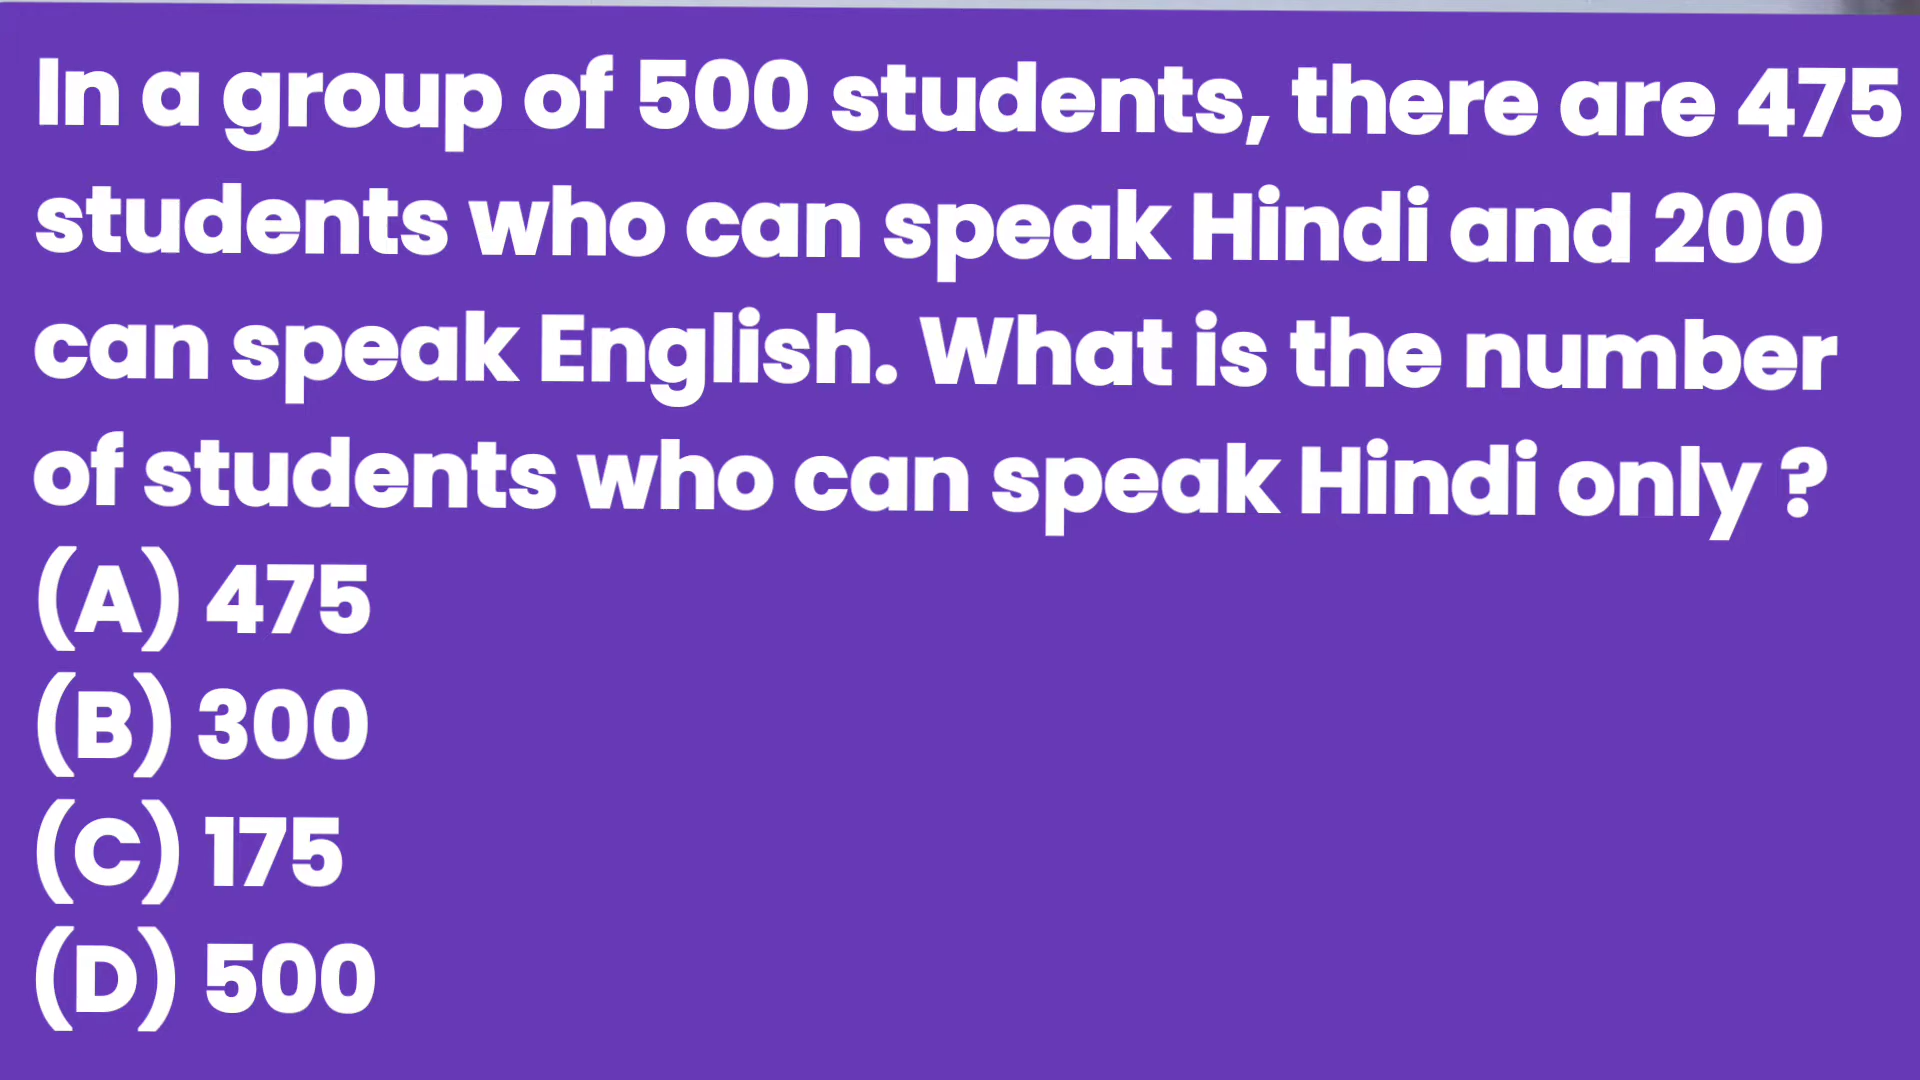 In a group of 500 students, there are 475
students who can speak Hindi and 200
can speak English. What is the number
of students who can speak Hindi only ?
(A) 475
(B) 300
(C) 175
(D) 500